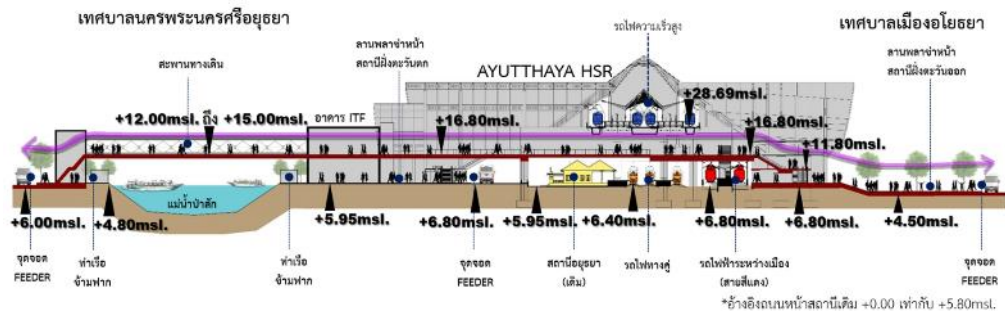 เทศบาลนครพระนครศรีอยุธยา
รถไฟความเร็วสูง
เทศบาลเมืองอโยธยา
สะพานทางเดิน
ลานพลาซ่าหน้า
สถานีฝั่งตะวันตก
AYUTTHAYA HSR
ลานพลาซ่าหน้า
สถานีฝั่งตะวันออก
+28.69msl.
+12.00msl. ถึง +15.00msl.
อาคาร ITF
+16.80msl.
+16.80msl.
+11.80msl.
แม่น้ำป่าสัก
+6.00msl.
+4.80msl.
+5.95msl.
+6.80msl.
+5.95msl.
+6.40msl.
+6.80msl.
+6.80msl.
+4.50msl.
จุดจอด
FEEDER
ท่าเรือ
ข้ามฟาก
ท่าเรือ
ข้ามฟาก
จุดจอด
FEEDER
สถานีอยุธยา
(เดิม)
รถไฟทางคู่
รถไฟฟ้าระหว่างเมือง
(สายสีแดง)
จุดจอด
FEEDER
*อ้างอิงถนนหน้าสถานีเดิม +0.00 เท่ากับ +5.80msl.